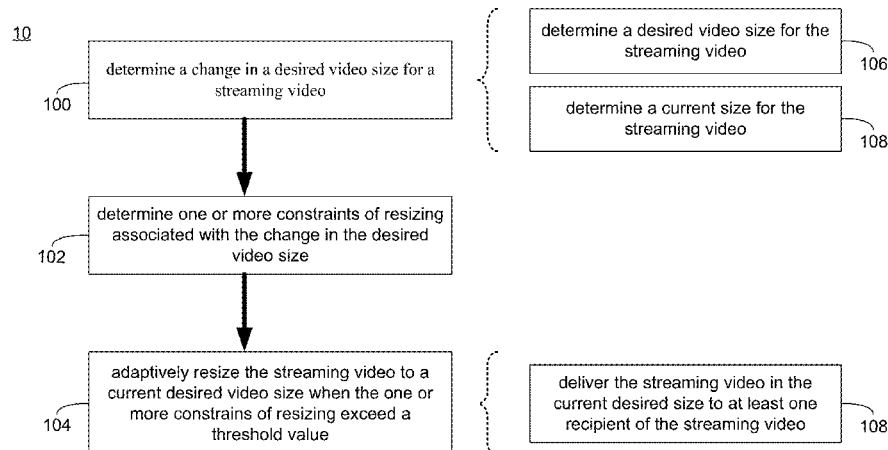 10
determine a change in a desired video size for a
streaming video
100
determine a desired video size for the
streaming video
106
determine a current size for the
streaming video
108
determine one or more constraints of resizing
associated with the change in the desired
video size
102
adaptively resize the streaming video to a
current desired video size when the one or
more constrains of resizing exceed a
threshold value
104
deliver the streaming video in the
current desired size to at least one
recipient of the streaming video
108